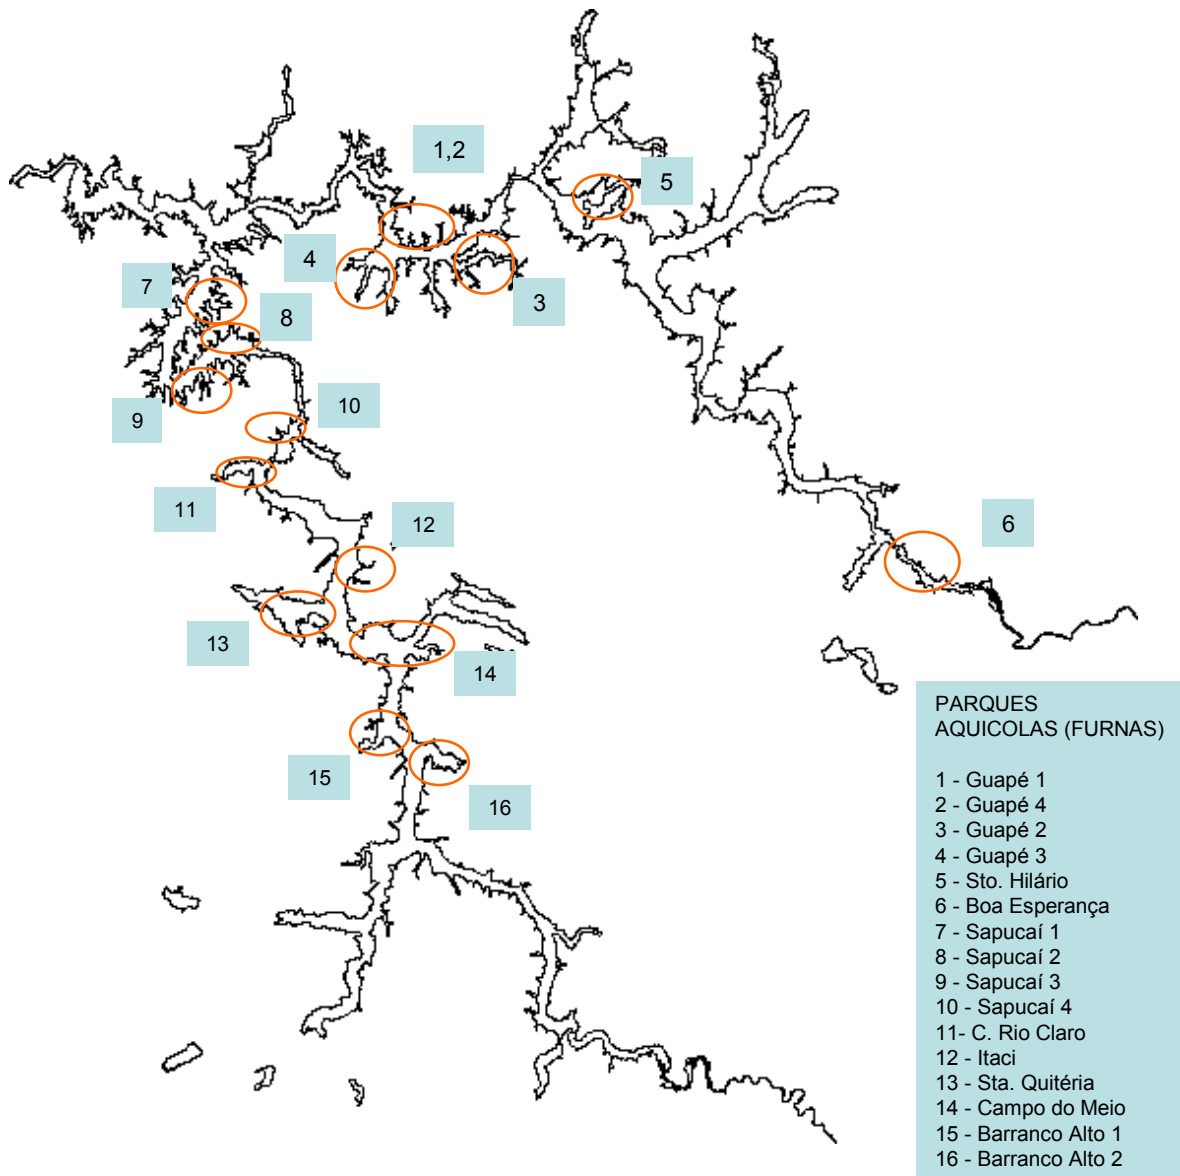 1,2
5
4
7
3
8
10
9
11
12
6
13
14
15
16
PARQUES
AQUICOLAS (FURNAS)
1 - Guapé 1
2 - Guapé 4
3 - Guapé 2
4 - Guapé 3
5 - Sto. Hilário
6 - Boa Esperança
7 - Sapucaí 1
8 - Sapucaí 2
9 - Sapucaí 3
10 - Sapucaí 4
11- C. Rio Claro
12 - Itaci
13 - Sta. Quitéria
14 - Campo do Meio
15 - Barranco Alto 1
16 - Barranco Alto 2